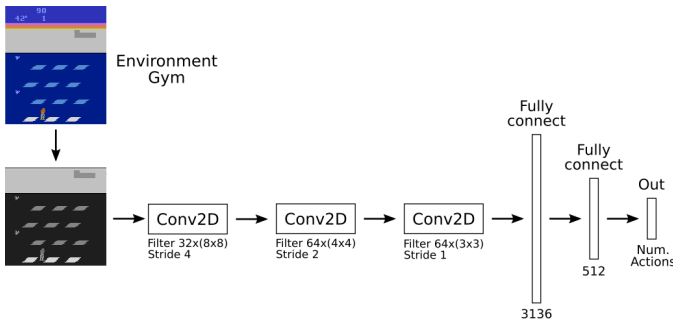 90
42° 1
Environment
Gym
Fully
connect
Fully
connect
Out
Conv2D
Filter 32x(8x8)
Stride 4
Conv2D
Filter 64x(4x4)
Stride 2
Conv2D
Filter 64x(3x3)
Stride 1
Num.
Actions
512
3136